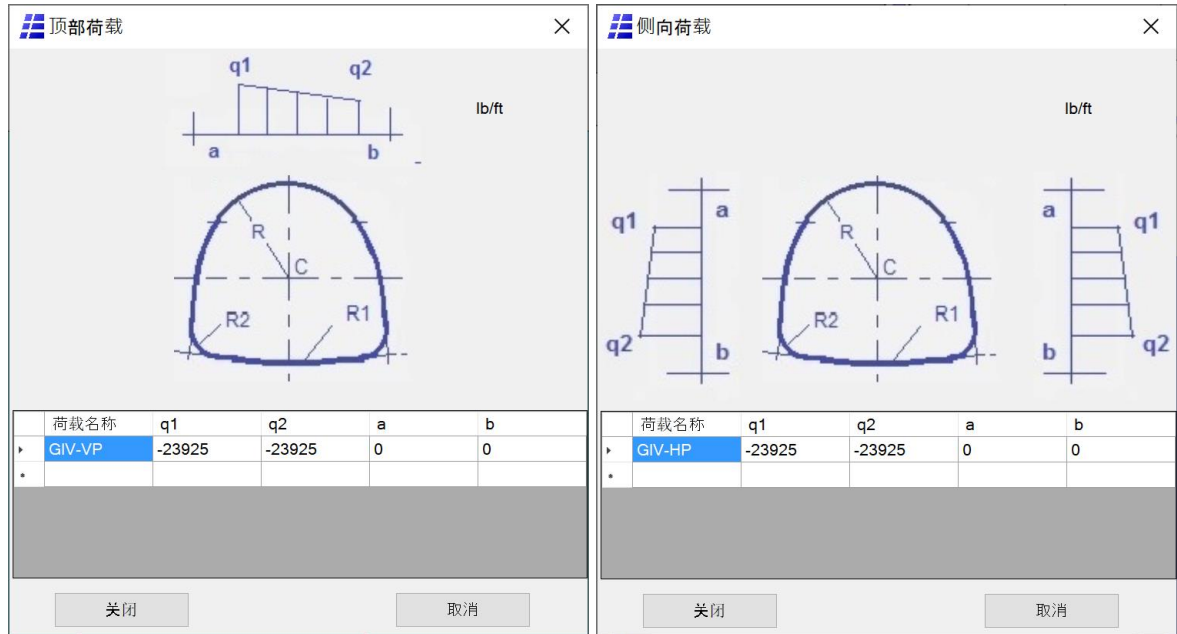 顶部荷载
q1 q2
lb/ft
a b
R
C
R2 R1
荷载名称 q1 q2 a b
GIV-VP -23925 -23925 0 0
关闭 取消
侧向荷载
lb/ft
a a
q1 q1
R
C
R2 R1
q2 b b q2
荷载名称 q1 q2 a b
GIV-HP -23925 -23925 0 0
关闭 取消